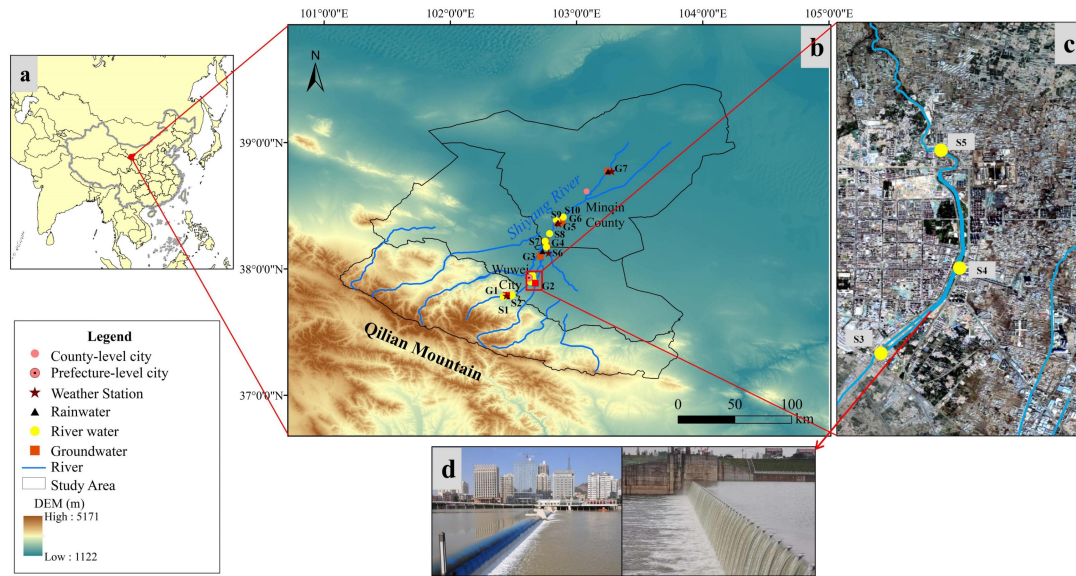 101°0'0"E
102°0'0"E
103°0'0"E
104°0'0"E
105°0'0"E
a
b
c
N
39°0'0"N
38°0'0"N
37°0'0"N
G7
Shiyang River
Minqin
County
S9
S10
G6
G5
S8
S7
G4
G3
S6
Wuwei
City
G2
G1
S2
S1
Qilian Mountain
0
50
100
km
S5
S4
S3
Legend
County-level city
Prefecture-level city
Weather Station
Rainwater
River water
Groundwater
River
Study Area
DEM (m)
High : 5171
Low : 1122
d